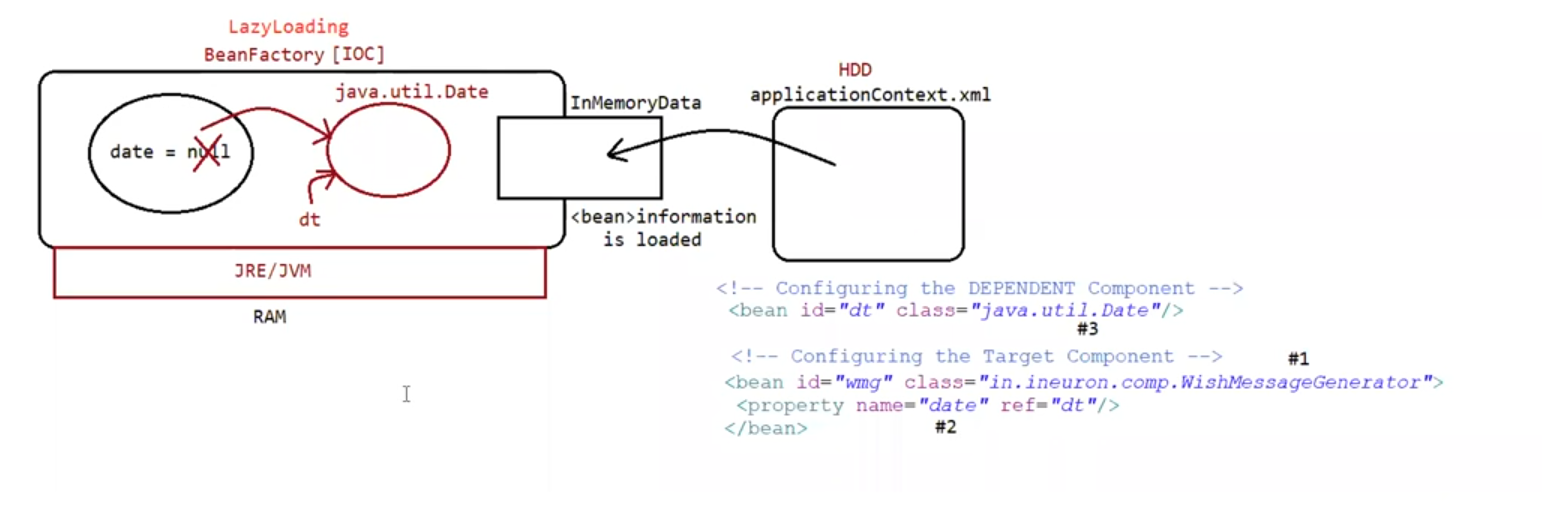 LazyLoading
BeanFactory [IOC]
java.util.Date
date = null
dt
JRE/JVM
RAM
InMemoryData
<bean>information
is loaded
HDD
applicationContext.xml
<!-- Configuring the DEPENDENT Component -->
<bean id="dt" class="java.util.Date"/>
#3
<!-- Configuring the Target Component -->
#1
<bean id="wmg" class="in.ineuron.comp.WishMessageGenerator">
<property name="date" ref="dt"/>
</bean>
#2